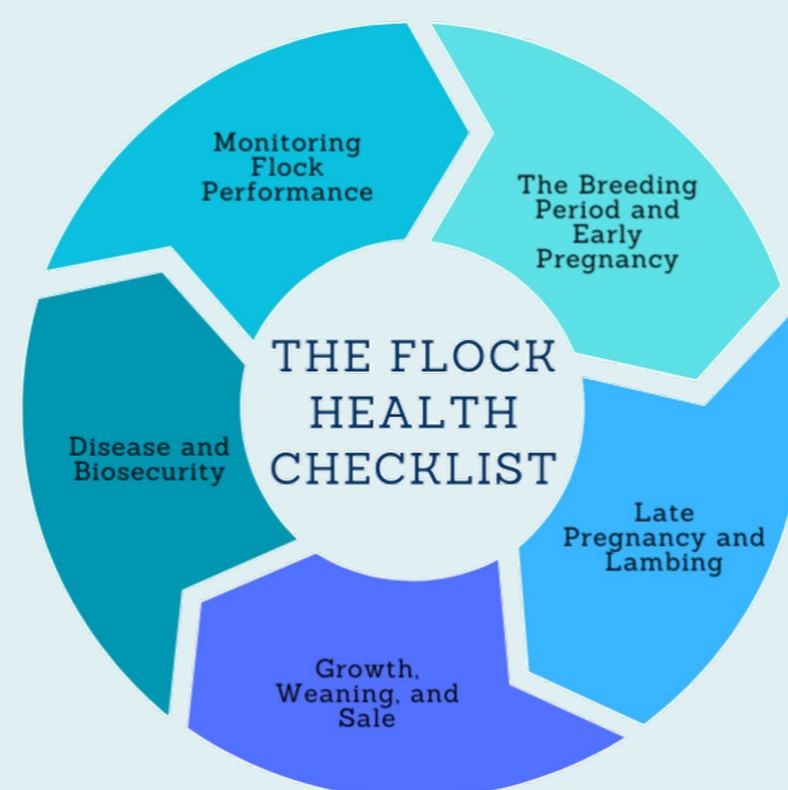 THE FLOCK
HEALTH
CHECKLIST
Monitoring
Flock
Performance
The Breeding
Period and
Early
Pregnancy
Late
Pregnancy and
Lambing
Growth,
Weaning, and
Sale
Disease and
Biosecurity